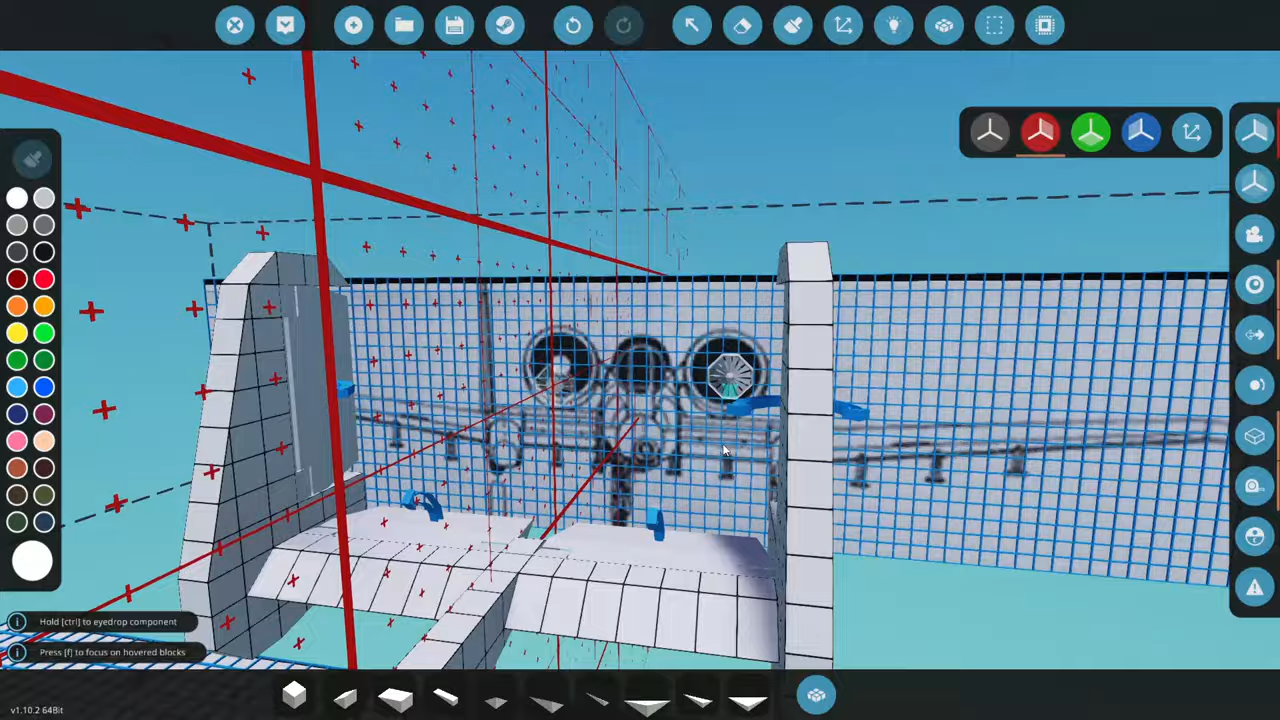 Hold [ctrl] to eyedrop component
Press [f] to focus on hovered blocks
v1.10.2 64Bit